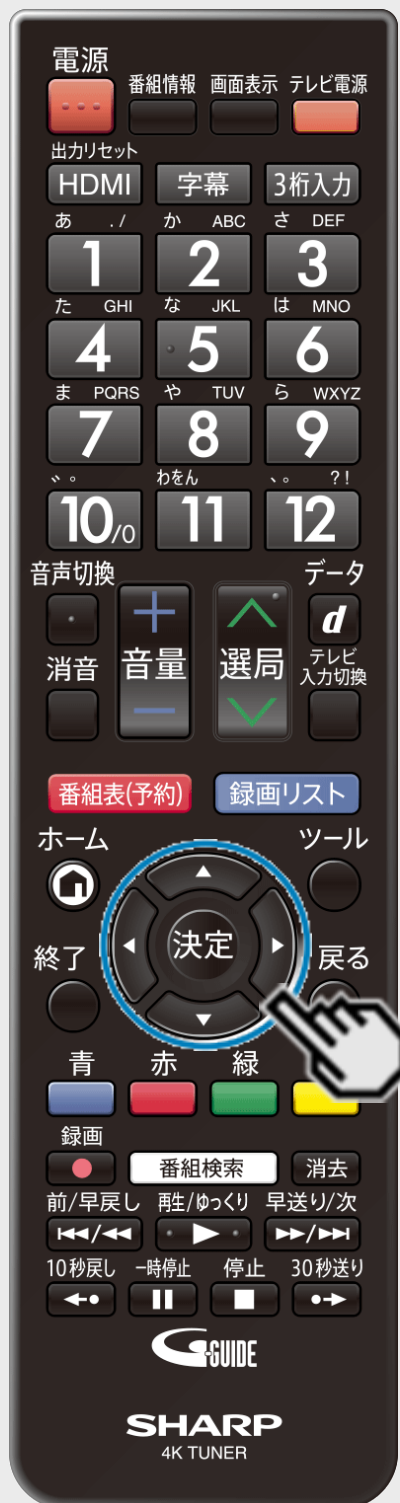 電源
番組情報 画面表示 テレビ電源
出力リセット
HDMI 字幕 3桁入力
あ ./ か ABC さ DEF
1 2 3
た GHI な JKL は MNO
4 5 6
ま PQRS や TUV ら WXYZ
7 8 9
゛゜ わをん 、。 ?!
10/0 11 12
音声切換 データ
+ ∧ d
消音 音量 選局 テレビ
入力切換
− ∨
番組表(予約) 録画リスト
ホーム ツール
決定
終了 戻る
青 赤 緑
録画
番組検索 消去
前/早戻し 再生/ゆっくり 早送り/次
10秒戻し 一時停止 停止 30秒送り
G-GUIDE
SHARP
4K TUNER